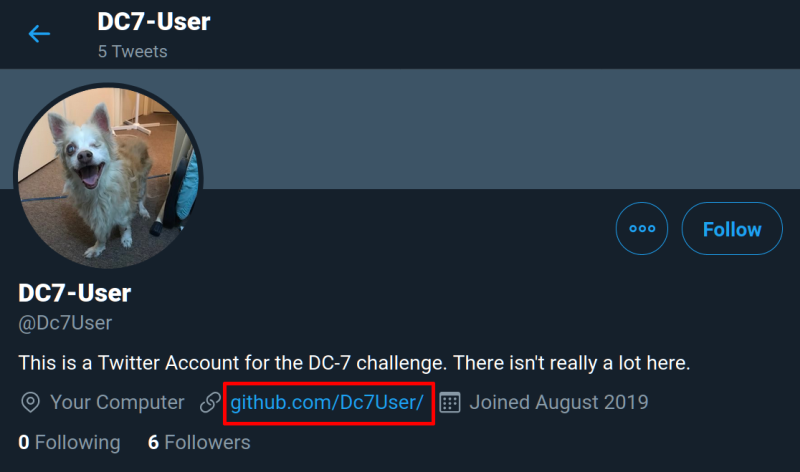 DC7-User
5 Tweets
Follow
DC7-User
@Dc7User
This is a Twitter Account for the DC-7 challenge. There isn't really a lot here.
Your Computer github.com/Dc7User/ Joined August 2019
0 Following 6 Followers